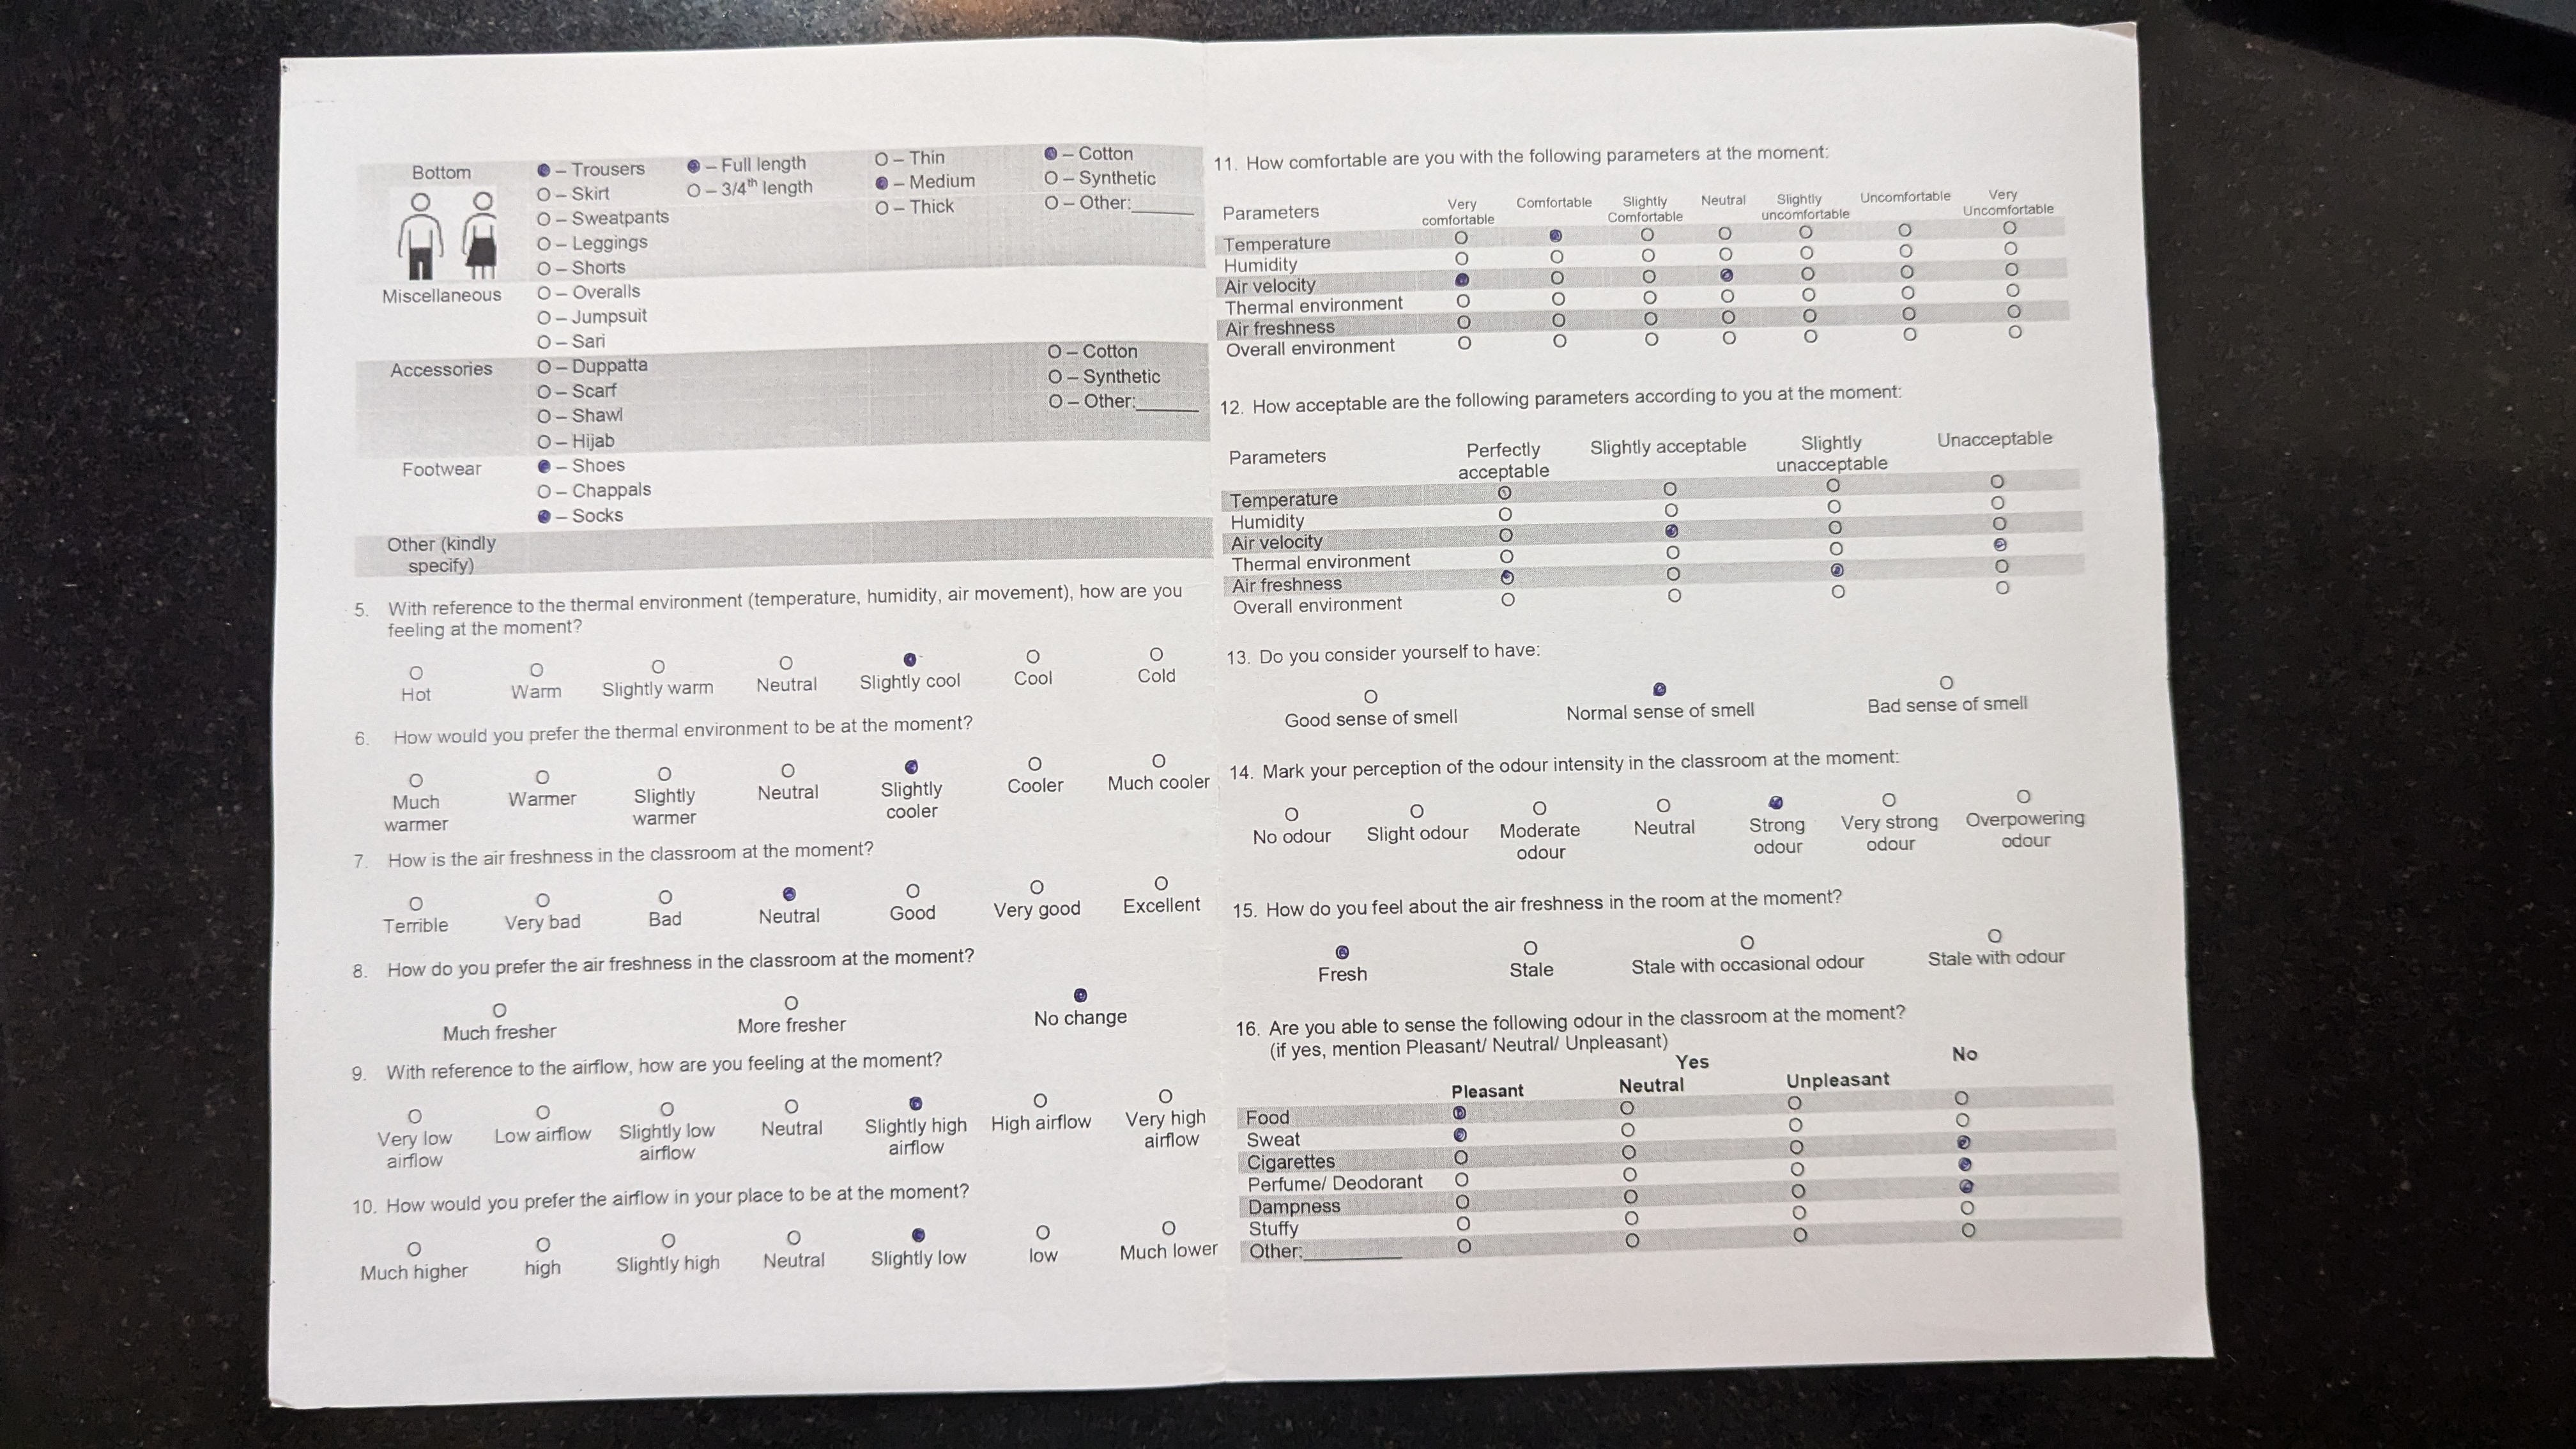 Bottom
– Trousers – Full length – Thin – Cotton
– Skirt – 3/4th length – Medium – Synthetic
– Sweatpants – Thick – Other:______
– Leggings
– Shorts
Miscellaneous – Overalls
– Jumpsuit
– Sari
Accessories – Duppatta – Cotton
– Scarf – Synthetic
– Shawl – Other:______
– Hijab
Footwear – Shoes
– Chappals
– Socks
Other (kindly
specify)
5. With reference to the thermal environment (temperature, humidity, air movement), how are you
feeling at the moment?
Hot Warm Slightly warm Neutral Slightly cool Cool Cold
6. How would you prefer the thermal environment to be at the moment?
Much Warmer Slightly Neutral Slightly Cooler Much cooler
warmer warmer cooler
7. How is the air freshness in the classroom at the moment?
Terrible Very bad Bad Neutral Good Very good Excellent
8. How do you prefer the air freshness in the classroom at the moment?
Much fresher More fresher No change
9. With reference to the airflow, how are you feeling at the moment?
Very low Low airflow Slightly low Neutral Slightly high High airflow Very high
airflow airflow airflow airflow
10. How would you prefer the airflow in your place to be at the moment?
Much higher high Slightly high Neutral Slightly low low Much lower
11. How comfortable are you with the following parameters at the moment:
Parameters Very Comfortable Slightly Neutral Slightly Uncomfortable Very
comfortable Comfortable uncomfortable Uncomfortable
Temperature
Humidity
Air velocity
Thermal environment
Air freshness
Overall environment
12. How acceptable are the following parameters according to you at the moment:
Parameters Perfectly Slightly acceptable Slightly Unacceptable
acceptable unacceptable
Temperature
Humidity
Air velocity
Thermal environment
Air freshness
Overall environment
13. Do you consider yourself to have:
Good sense of smell Normal sense of smell Bad sense of smell
14. Mark your perception of the odour intensity in the classroom at the moment:
No odour Slight odour Moderate Neutral Strong Very strong Overpowering
odour odour odour odour
15. How do you feel about the air freshness in the room at the moment?
Fresh Stale Stale with occasional odour Stale with odour
16. Are you able to sense the following odour in the classroom at the moment?
(if yes, mention Pleasant/ Neutral/ Unpleasant)
Yes No
Pleasant Neutral Unpleasant
Food
Sweat
Cigarettes
Perfume/ Deodorant
Dampness
Stuffy
Other:__________